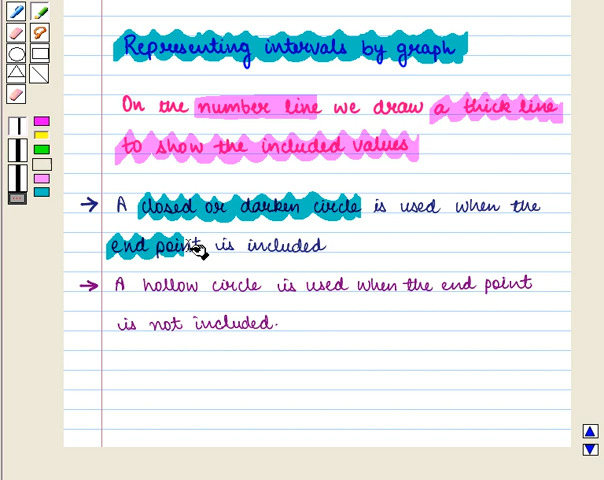 Representing intervals by graph
On the number line we draw a thick line
to show the included values
→ A closed or darken circle is used when the
end point is included
→ A hollow circle is used when the end point
is not included.